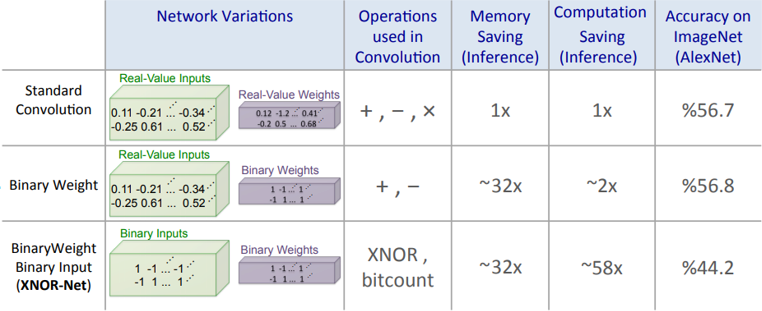 Network Variations
Operations
used in
Convolution
Memory
Saving
(Inference)
Computation
Saving
(Inference)
Accuracy on
ImageNet
(AlexNet)
Standard
Convolution
Real-Value Inputs
0.11 -0.21 ... -0.34
-0.25 0.61 ... 0.52
Real-Value Weights
0.12 -1.2 ... 0.41
-0.2 0.5 ... 0.68
+ , − , ×
1x
1x
%56.7
Binary Weight
Real-Value Inputs
0.11 -0.21 ... -0.34
-0.25 0.61 ... 0.52
Binary Weights
1 -1 ... 1
-1 1 ... 1
+ , −
~32x
~2x
%56.8
BinaryWeight
Binary Input
(XNOR-Net)
Binary Inputs
1 -1 ... -1
-1 1 ... 1
Binary Weights
1 -1 ... 1
-1 1 ... 1
XNOR ,
bitcount
~32x
~58x
%44.2